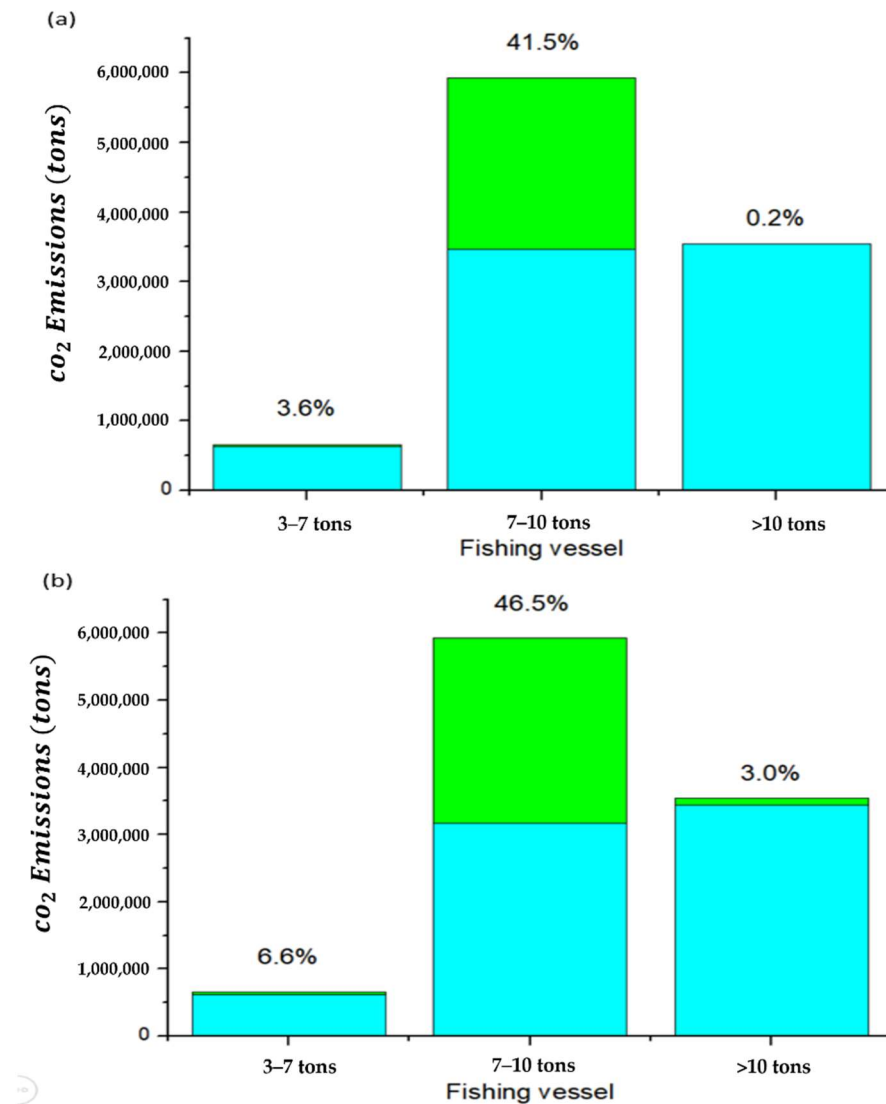 (a)
41.5%
6,000,000
5,000,000
4,000,000
0.2%
3,000,000
2,000,000
3.6%
1,000,000
0
co₂ Emissions (tons)
3–7 tons 7–10 tons >10 tons
Fishing vessel
(b)
46.5%
6,000,000
5,000,000
4,000,000
3.0%
3,000,000
2,000,000
6.6%
1,000,000
0
co₂ Emissions (tons)
3–7 tons 7–10 tons >10 tons
Fishing vessel